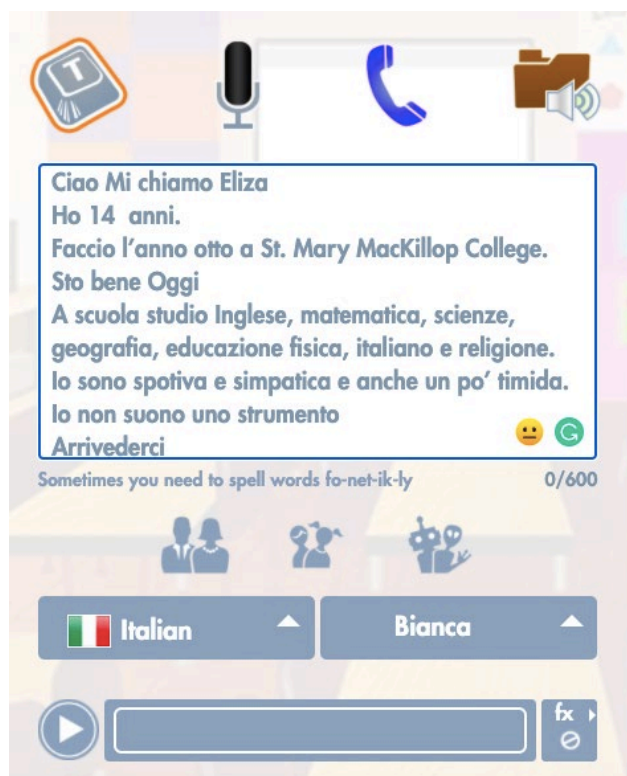 T
Ciao Mi chiamo Eliza
Ho 14 anni.
Faccio l'anno otto a St. Mary MacKillop College.
Sto bene Oggi
A scuola studio Inglese, matematica, scienze,
geografia, educazione fisica, italiano e religione.
Io sono spotiva e simpatica e anche un po' timida.
Io non suono uno strumento
Arrivederci
Sometimes you need to spell words fo-net-ik-ly 0/600
Italian Bianca
fx